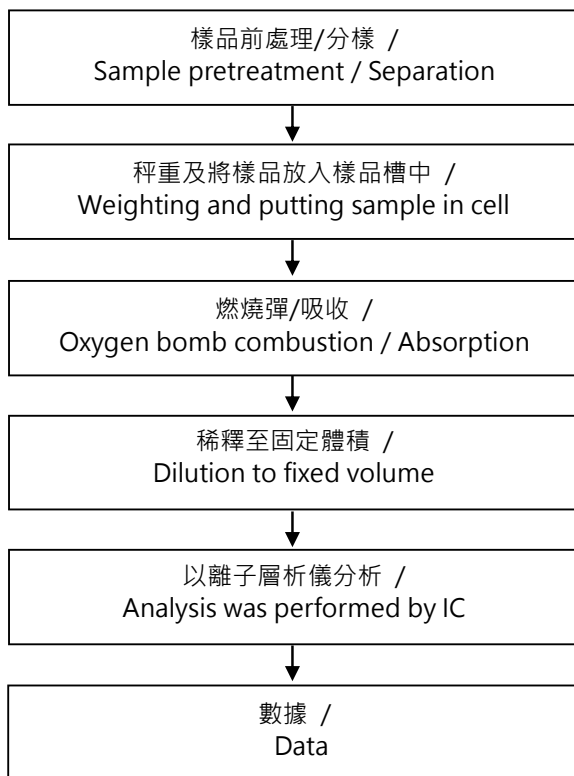 樣品前處理/分樣 /
Sample pretreatment / Separation
秤重及將樣品放入樣品槽中 /
Weighting and putting sample in cell
燃燒彈/吸收 /
Oxygen bomb combustion / Absorption
稀釋至固定體積 /
Dilution to fixed volume
以離子層析儀分析 /
Analysis was performed by IC
數據 /
Data